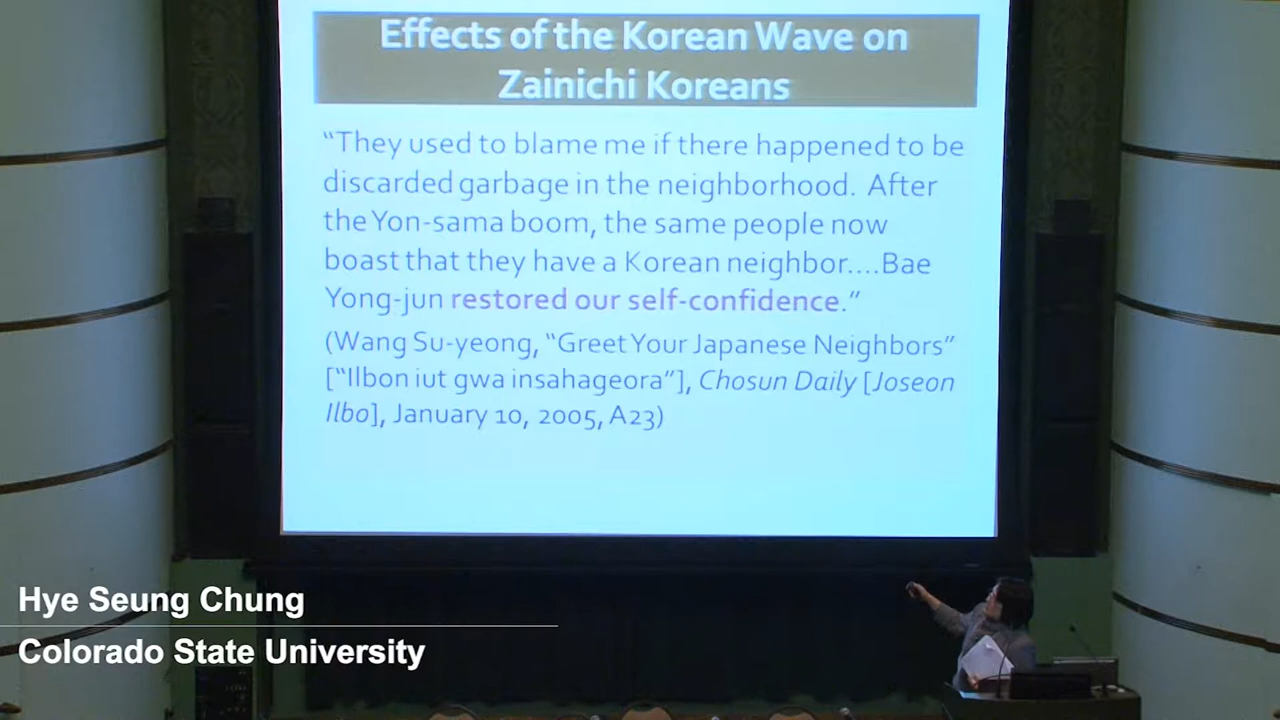 Effects of the Korean Wave on
Zainichi Koreans
“They used to blame me if there happened to be
discarded garbage in the neighborhood.  After
the Yon-sama boom, the same people now
boast that they have a Korean neighbor....Bae
Yong-jun restored our self-confidence.”
(Wang Su-yeong, “Greet Your Japanese Neighbors”
[“Ilbon iut gwa insahageora”], Chosun Daily [Joseon
Ilbo], January 10, 2005, A23)
Hye Seung Chung
Colorado State University